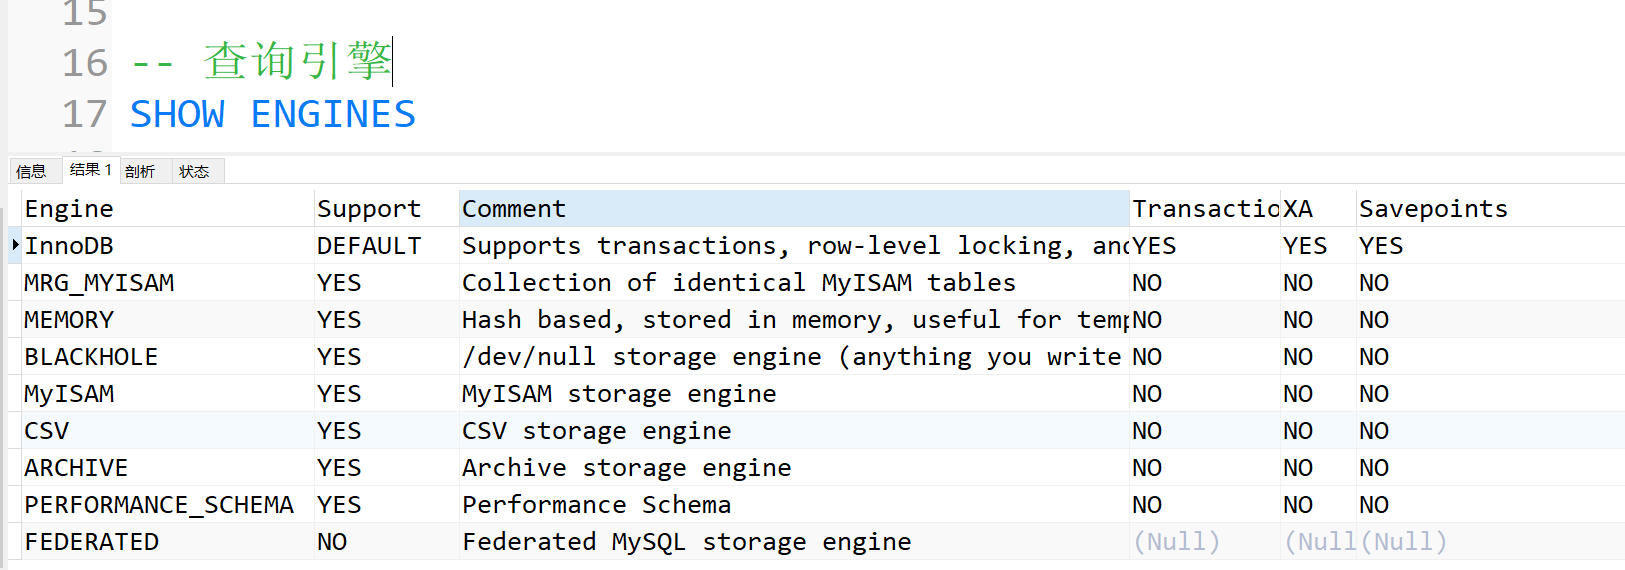 15
16 -- 查询引擎
17 SHOW ENGINES
信息 结果 1 剖析 状态
Engine Support Comment Transactio XA Savepoints
InnoDB DEFAULT Supports transactions, row-level locking, and YES YES YES
MRG_MYISAM YES Collection of identical MyISAM tables NO NO NO
MEMORY YES Hash based, stored in memory, useful for temp NO NO NO
BLACKHOLE YES /dev/null storage engine (anything you write NO NO NO
MyISAM YES MyISAM storage engine NO NO NO
CSV YES CSV storage engine NO NO NO
ARCHIVE YES Archive storage engine NO NO NO
PERFORMANCE_SCHEMA YES Performance Schema NO NO NO
FEDERATED NO Federated MySQL storage engine (Null) (Null (Null)